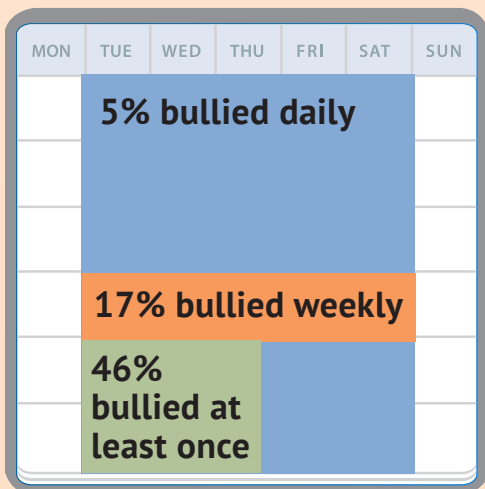 MON TUE WED THU FRI SAT SUN
5% bullied daily
17% bullied weekly
46%
bullied at
least once